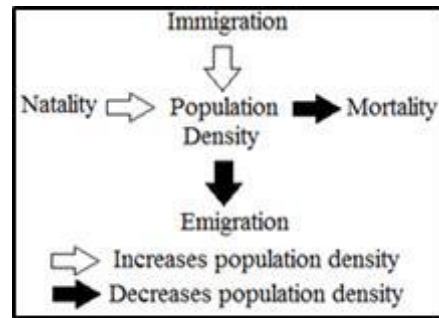 Immigration
Natality Population Mortality
Density
Emigration
Increases population density
Decreases population density